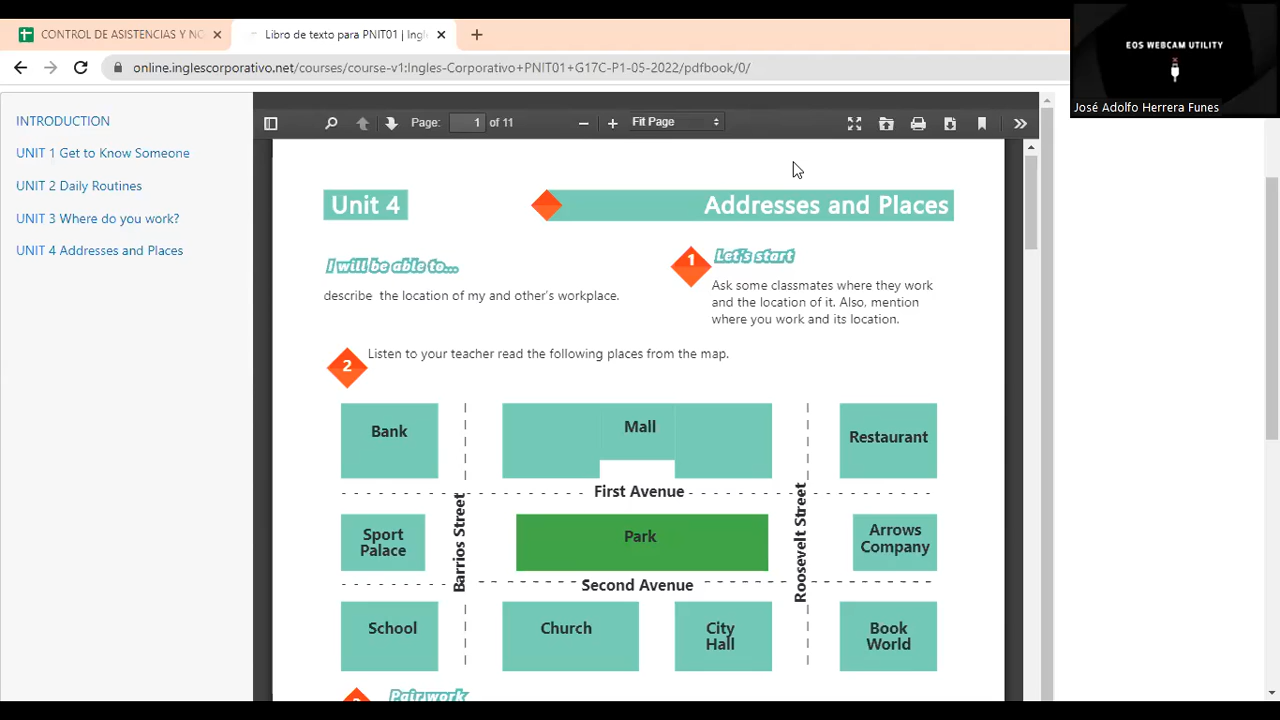 CONTROL DE ASISTENCIAS Y NO
Libro de texto para PNIT01 | Ingle
online.inglescorporativo.net/courses/course-v1:Ingles-Corporativo+PNIT01+G17C-P1-05-2022/pdfbook/0/
EOS WEBCAM UTILITY
José Adolfo Herrera Funes
INTRODUCTION
UNIT 1 Get to Know Someone
UNIT 2 Daily Routines
UNIT 3 Where do you work?
UNIT 4 Addresses and Places
Page: 1 of 11
Fit Page
Unit 4
Addresses and Places
I will be able to...
describe the location of my and other's workplace.
1
Let's start
Ask some classmates where they work
and the location of it. Also, mention
where you work and its location.
2
Listen to your teacher read the following places from the map.
Bank
Mall
Restaurant
First Avenue
Sport
Palace
Barrios Street
Park
Roosevelt Street
Arrows
Company
Second Avenue
School
Church
City
Hall
Book
World
Pair work